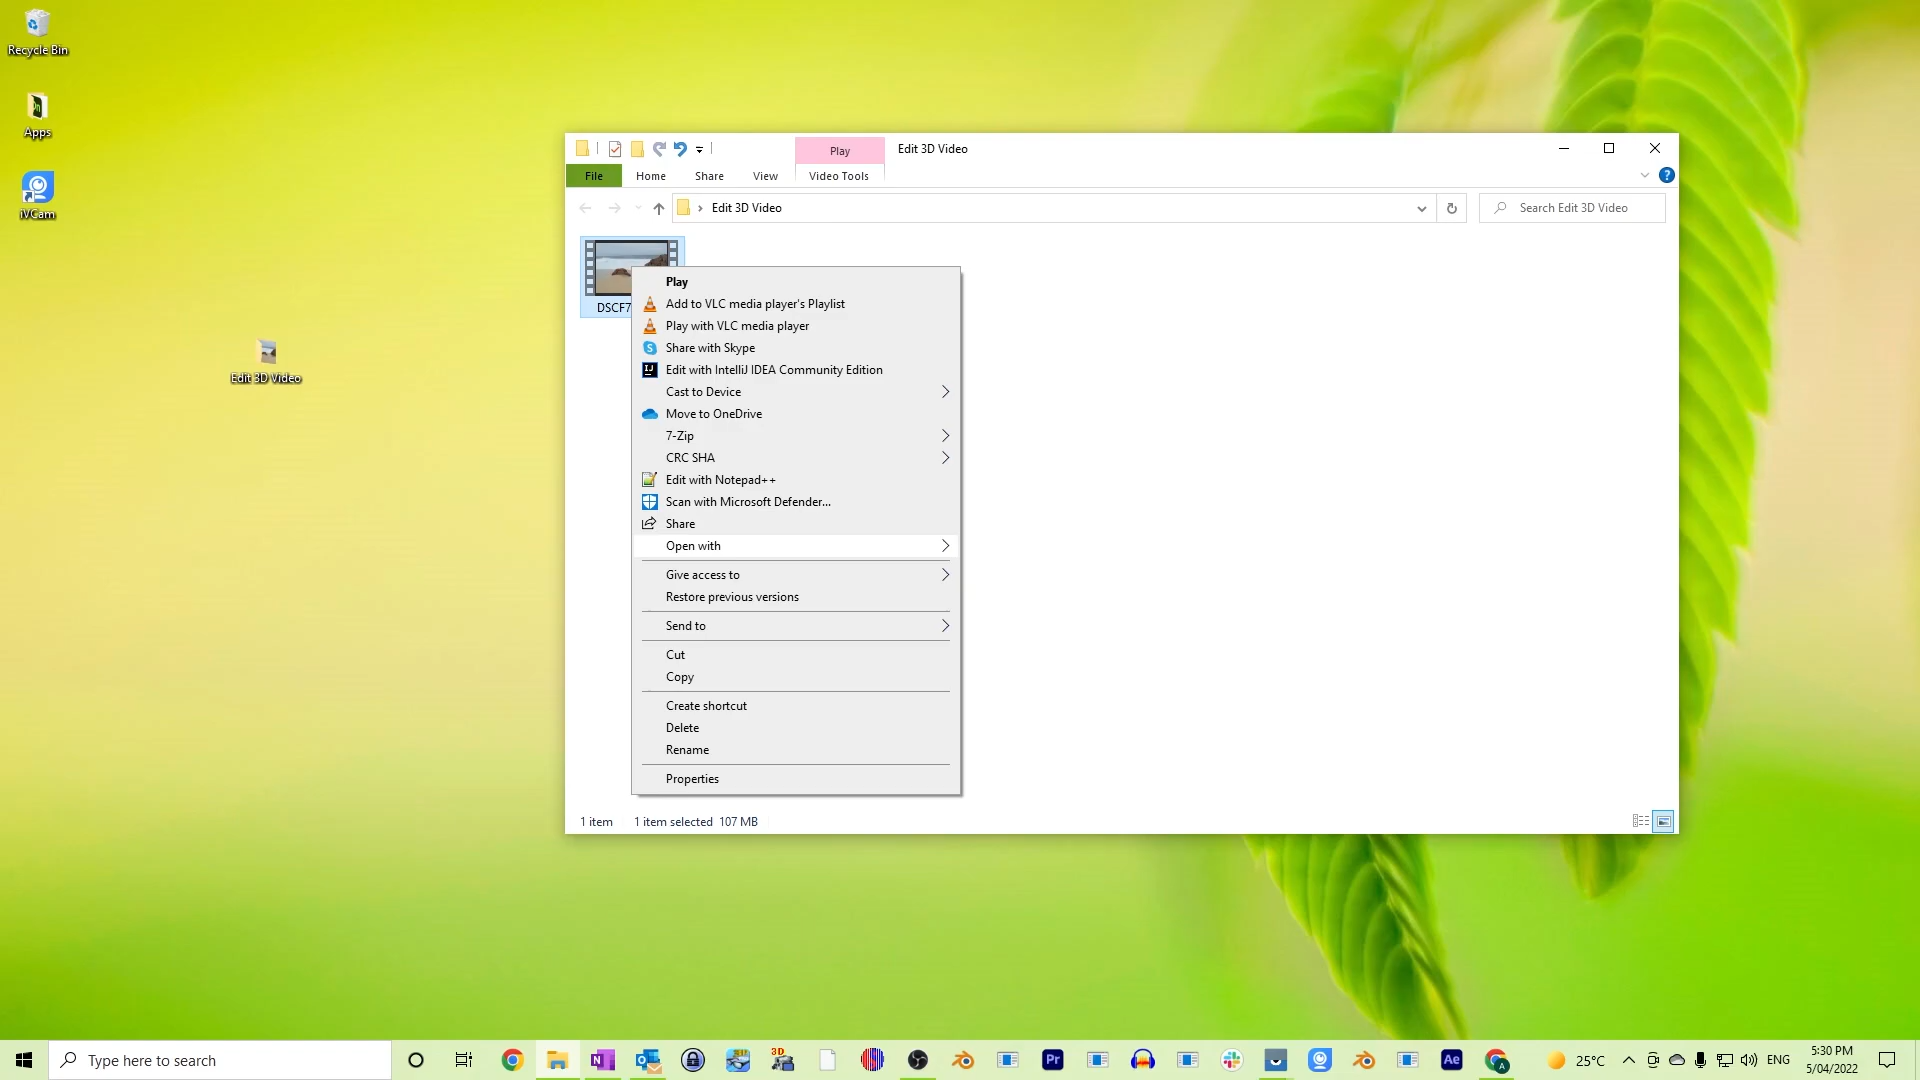 Recycle Bin
Apps
iVCam
Edit 3D Video
Play
Edit 3D Video
File
Home
Share
View
Video Tools
Edit 3D Video
Search Edit 3D Video
DSCF7
Play
Add to VLC media player's Playlist
Play with VLC media player
Share with Skype
Edit with IntelliJ IDEA Community Edition
Cast to Device
Move to OneDrive
7-Zip
CRC SHA
Edit with Notepad++
Scan with Microsoft Defender...
Share
Open with
Give access to
Restore previous versions
Send to
Cut
Copy
Create shortcut
Delete
Rename
Properties
1 item
1 item selected 107 MB
Type here to search
3D
Pr
Ae
A
25°C
ENG
5:30 PM
5/04/2022